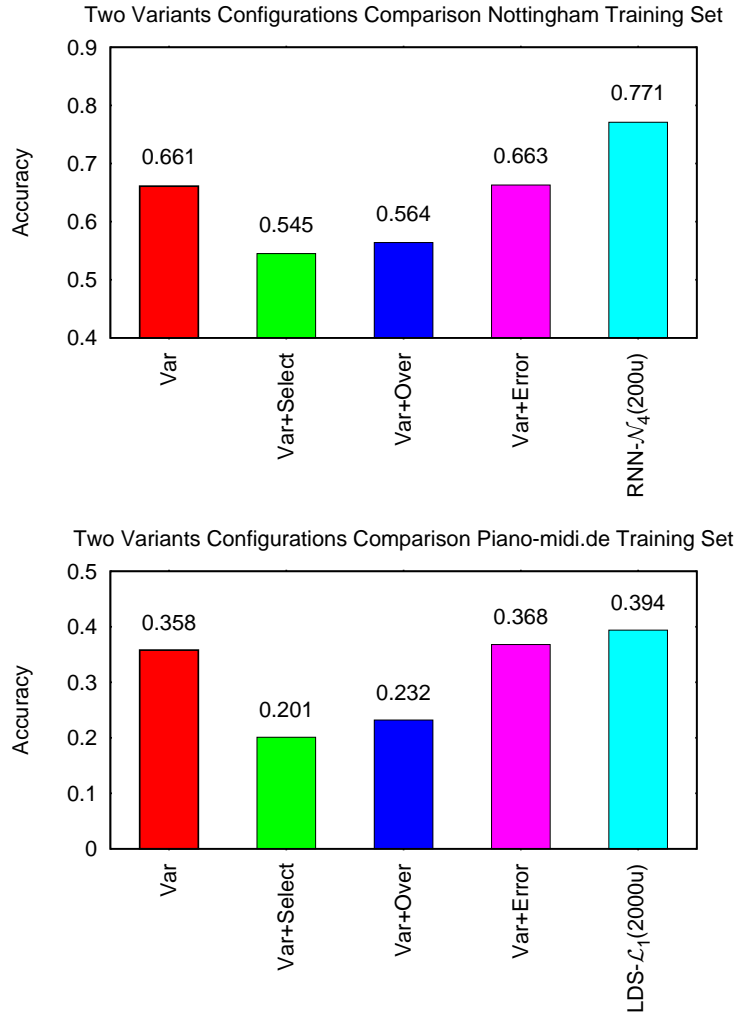 Two Variants Configurations Comparison Nottingham Training Set
Accuracy
0.9
0.8
0.7
0.6
0.5
0.4
0.661
0.545
0.564
0.663
0.771
Var
Var+Select
Var+Over
Var+Error
RNN-𝒩₄(200u)
Two Variants Configurations Comparison Piano-midi.de Training Set
Accuracy
0.5
0.4
0.3
0.2
0.1
0
0.358
0.201
0.232
0.368
0.394
Var
Var+Select
Var+Over
Var+Error
LDS-ℒ₁(2000u)